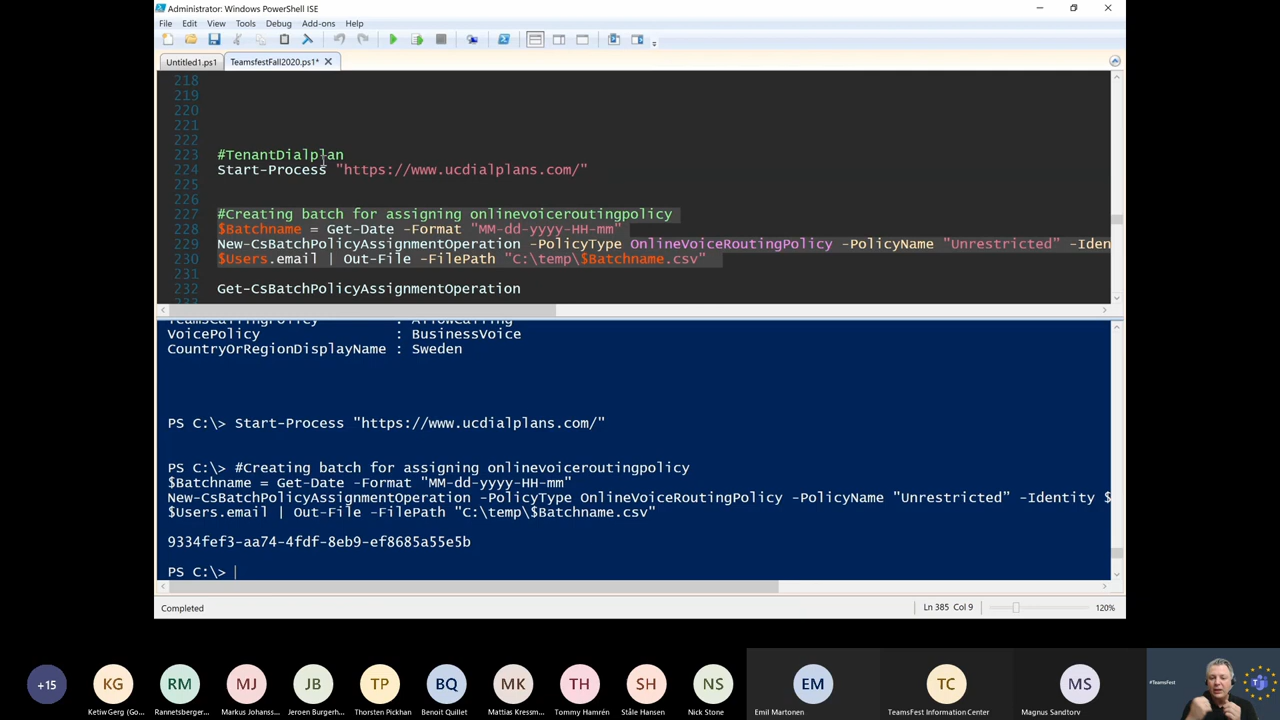 Administrator: Windows PowerShell ISE
File Edit View Tools Debug Add-ons Help
Untitled1.ps1 TeamsfestFall2020.ps1*
218
219
220
221
222
223 #TenantDialplan
224 Start-Process "https://www.ucdialplans.com/"
225
226
227 #Creating batch for assigning onlinevoiceroutingpolicy
228 $Batchname = Get-Date -Format "MM-dd-yyyy-HH-mm"
229 New-CsBatchPolicyAssignmentOperation -PolicyType OnlineVoiceRoutingPolicy -PolicyName "Unrestricted" -Iden
230 $Users.email | Out-File -FilePath "C:\temp\$Batchname.csv"
231
232 Get-CsBatchPolicyAssignmentOperation
TeamsCallingPolicy : AllowCalling
VoicePolicy : BusinessVoice
CountryOrRegionDisplayName : Sweden
PS C:\> Start-Process "https://www.ucdialplans.com/"
PS C:\> #Creating batch for assigning onlinevoiceroutingpolicy
$Batchname = Get-Date -Format "MM-dd-yyyy-HH-mm"
New-CsBatchPolicyAssignmentOperation -PolicyType OnlineVoiceRoutingPolicy -PolicyName "Unrestricted" -Identity $
$Users.email | Out-File -FilePath "C:\temp\$Batchname.csv"
9334fef3-aa74-4fdf-8eb9-ef8685a55e5b
PS C:\>
Completed Ln 385 Col 9 120%
+15 KG RM MJ JB TP BQ MK TH SH NS EM TC MS #TeamsFest
Ketiw Gerg (Go... Rannetsberger... Markus Johanss... Jeroen Burgerh... Thorsten Pickhan Benoit Quillet Mattias Kressm... Tommy Hamrén Ståle Hansen Nick Stone Emil Martonen TeamsFest Information Center Magnus Sandtorv